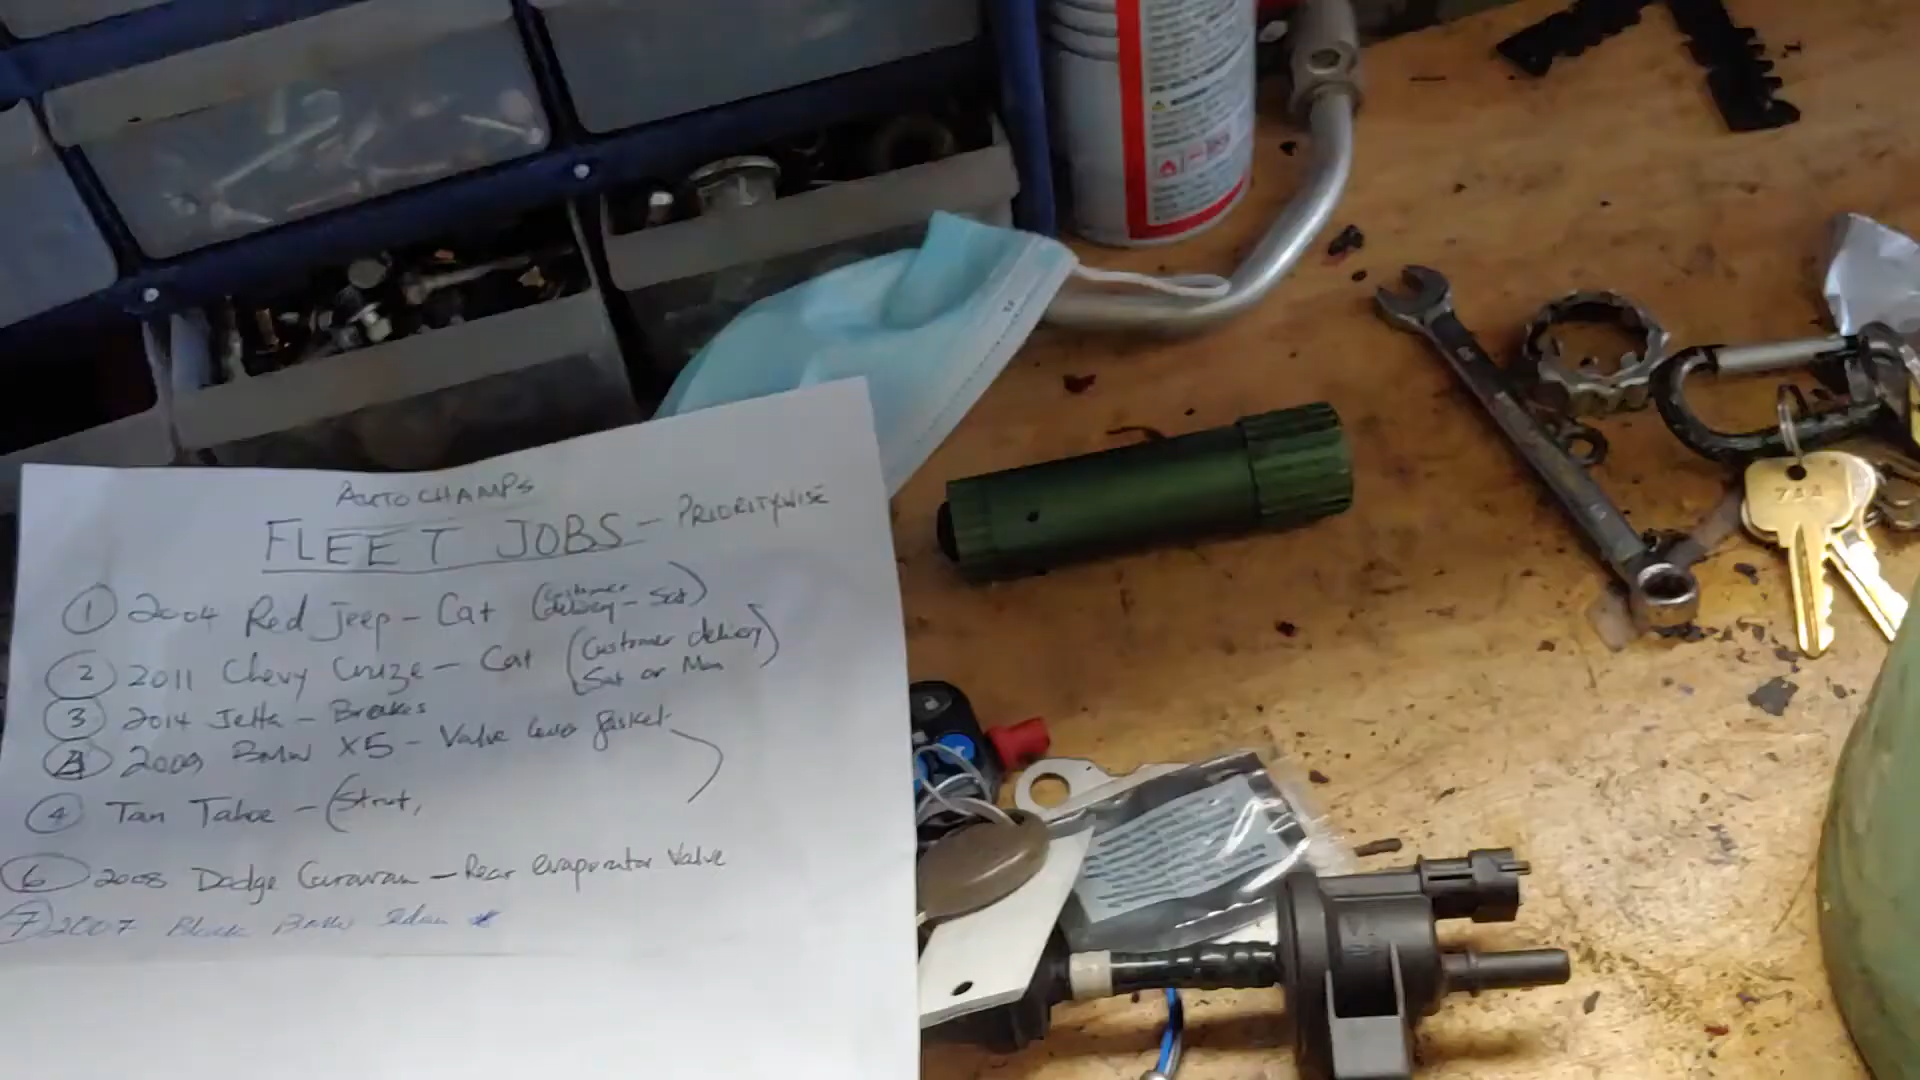 AUTOCHAMPS
FLEET JOBS - PRIORITYWISE
1 2004 Red Jeep - Cat (customer delivery - Sat)
2 2011 Chevy Cruze - Cat (Customer delivery Sat or Mon)
3 2014 Jetta - Brakes
2009 BMW X5 - Valve cover gasket
4 Tan Tahoe - (Strut,
6 2008 Dodge Caravan - Rear evaporator Valve
7 2007 Black BMW Sedan *
744